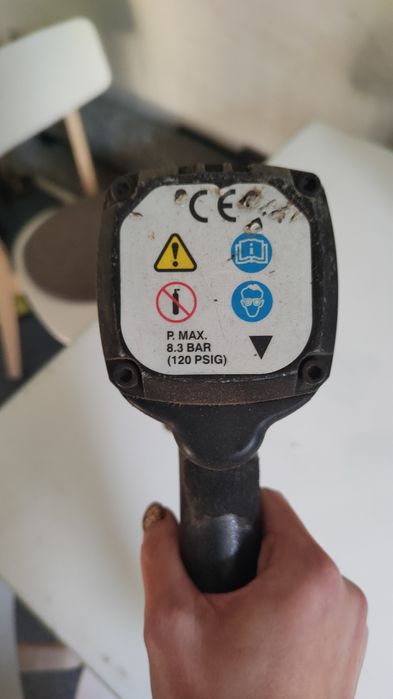 CE
P. MAX.
8.3 BAR
(120 PSIG)